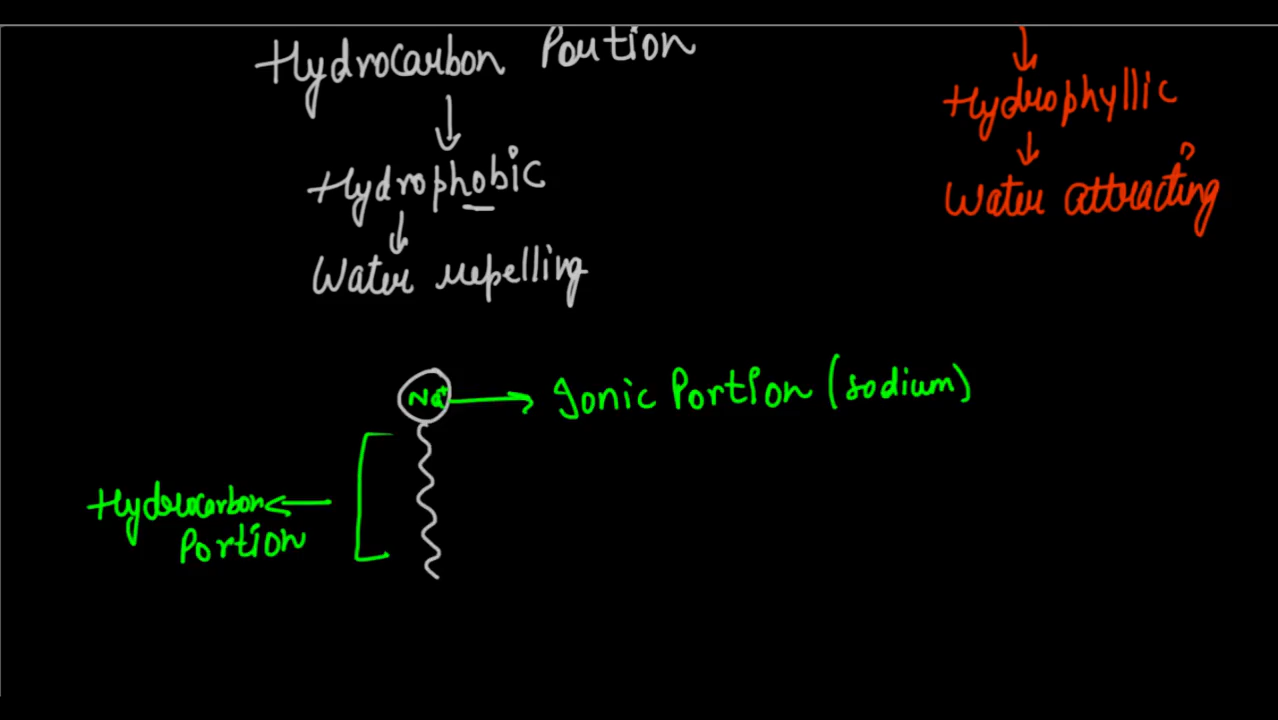 Hydrocarbon Portion
Hydrophobic
Water repelling
Hydrophyllic
Water attracting
Na+
Ionic Portion (sodium)
Hydrocarbon
Portion